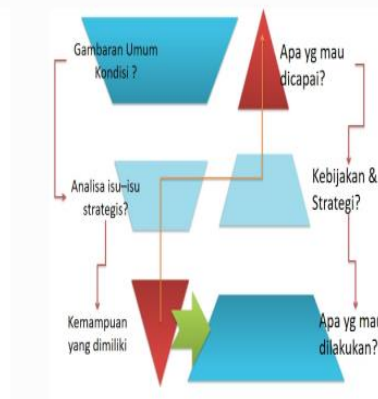 Gambaran Umum
Kondisi ?
Apa yg mau
dicapai?
Analisa isu–isu
strategis?
Kebijakan &
Strategi?
Kemampuan
yang dimiliki
Apa yg mau
dilakukan?